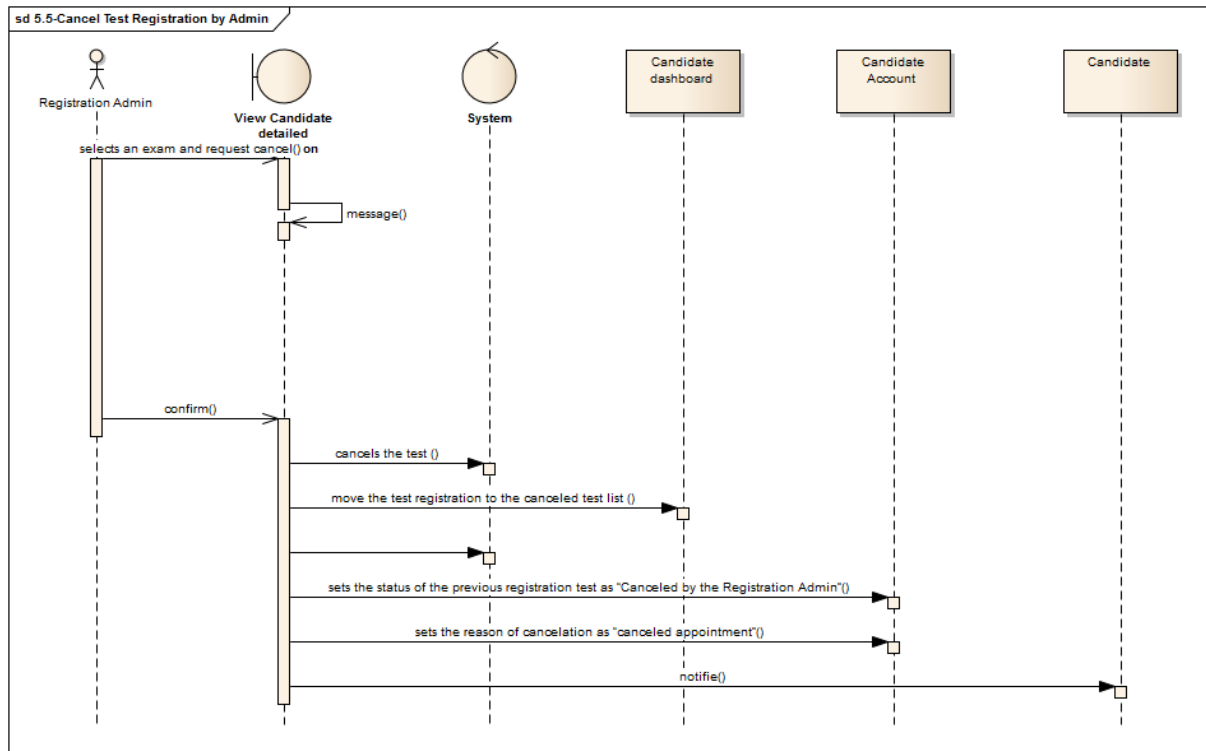 sd 5.5-Cancel Test Registration by Admin
Registration Admin
View Candidate
detailed
System
Candidate
dashboard
Candidate
Account
Candidate
selects an exam and request cancel() on
message()
confirm()
cancels the test ()
move the test registration to the canceled test list ()
sets the status of the previous registration test as "Canceled by the Registration Admin"()
sets the reason of cancelation as "canceled appointment"()
notifie()